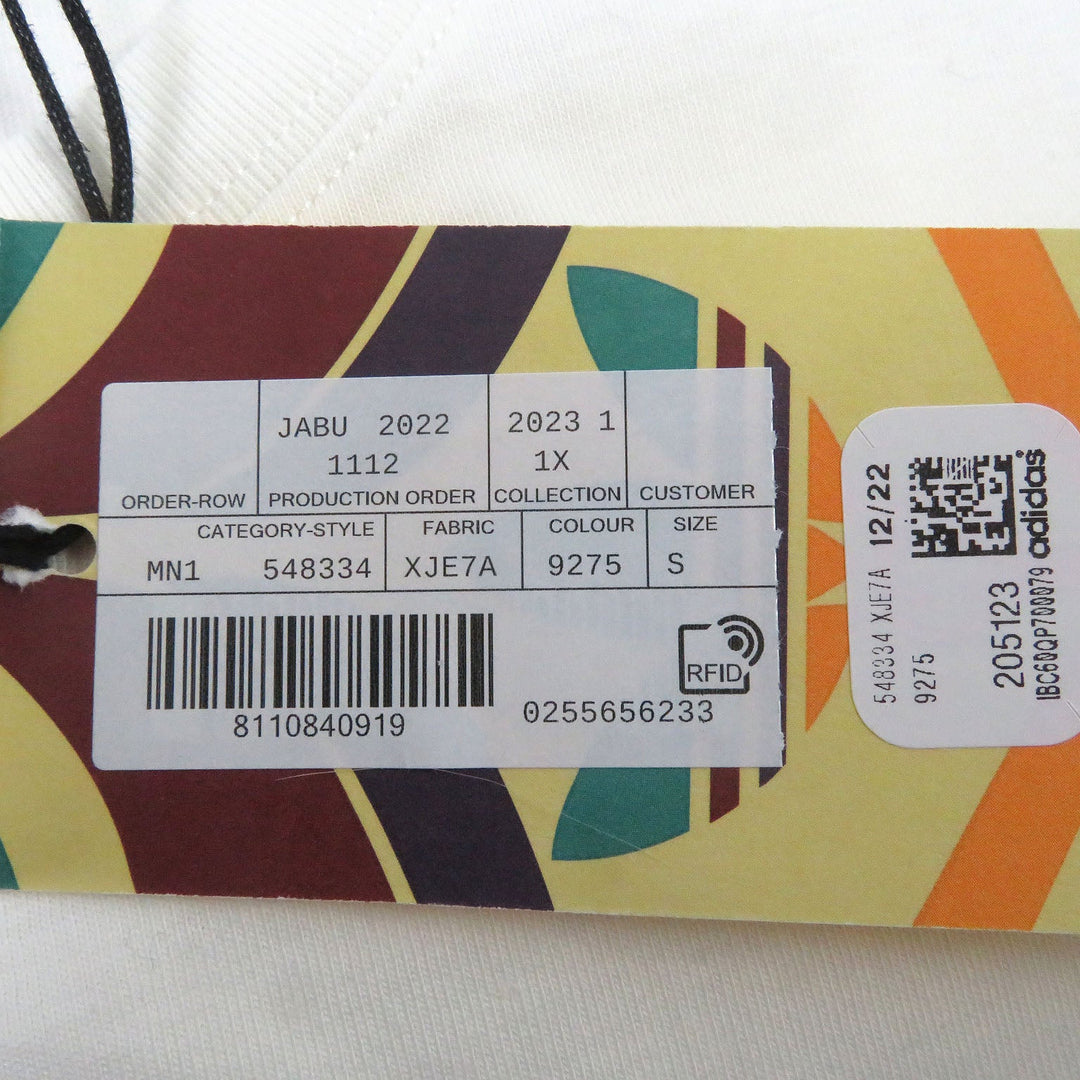 JABU 2022
1112
2023 1
1X
ORDER-ROW PRODUCTION ORDER COLLECTION CUSTOMER
CATEGORY-STYLE FABRIC COLOUR SIZE
MN1 548334 XJE7A 9275 S
RFID
8110840919
0255656233
548334 XJE7A 12/22
9275
205123
IBC60QP700079 adidas